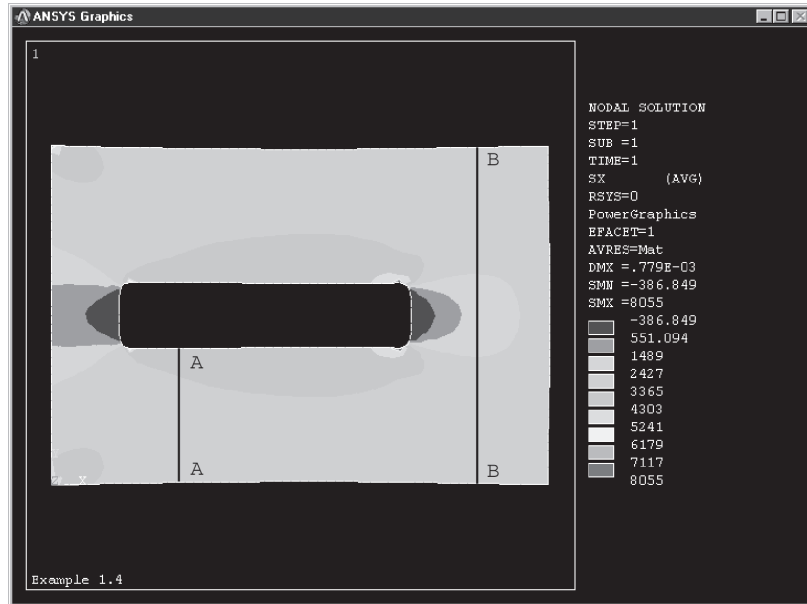 ANSYS Graphics
1
NODAL SOLUTION
STEP=1
SUB =1
TIME=1
SX (AVG)
RSYS=0
PowerGraphics
EFACET=1
AVRES=Mat
DMX =.779E-03
SMN =-386.849
SMX =8055
-386.849
551.094
1489
2427
3365
4303
5241
6179
7117
8055
B
A
A
B
X
Example 1.4